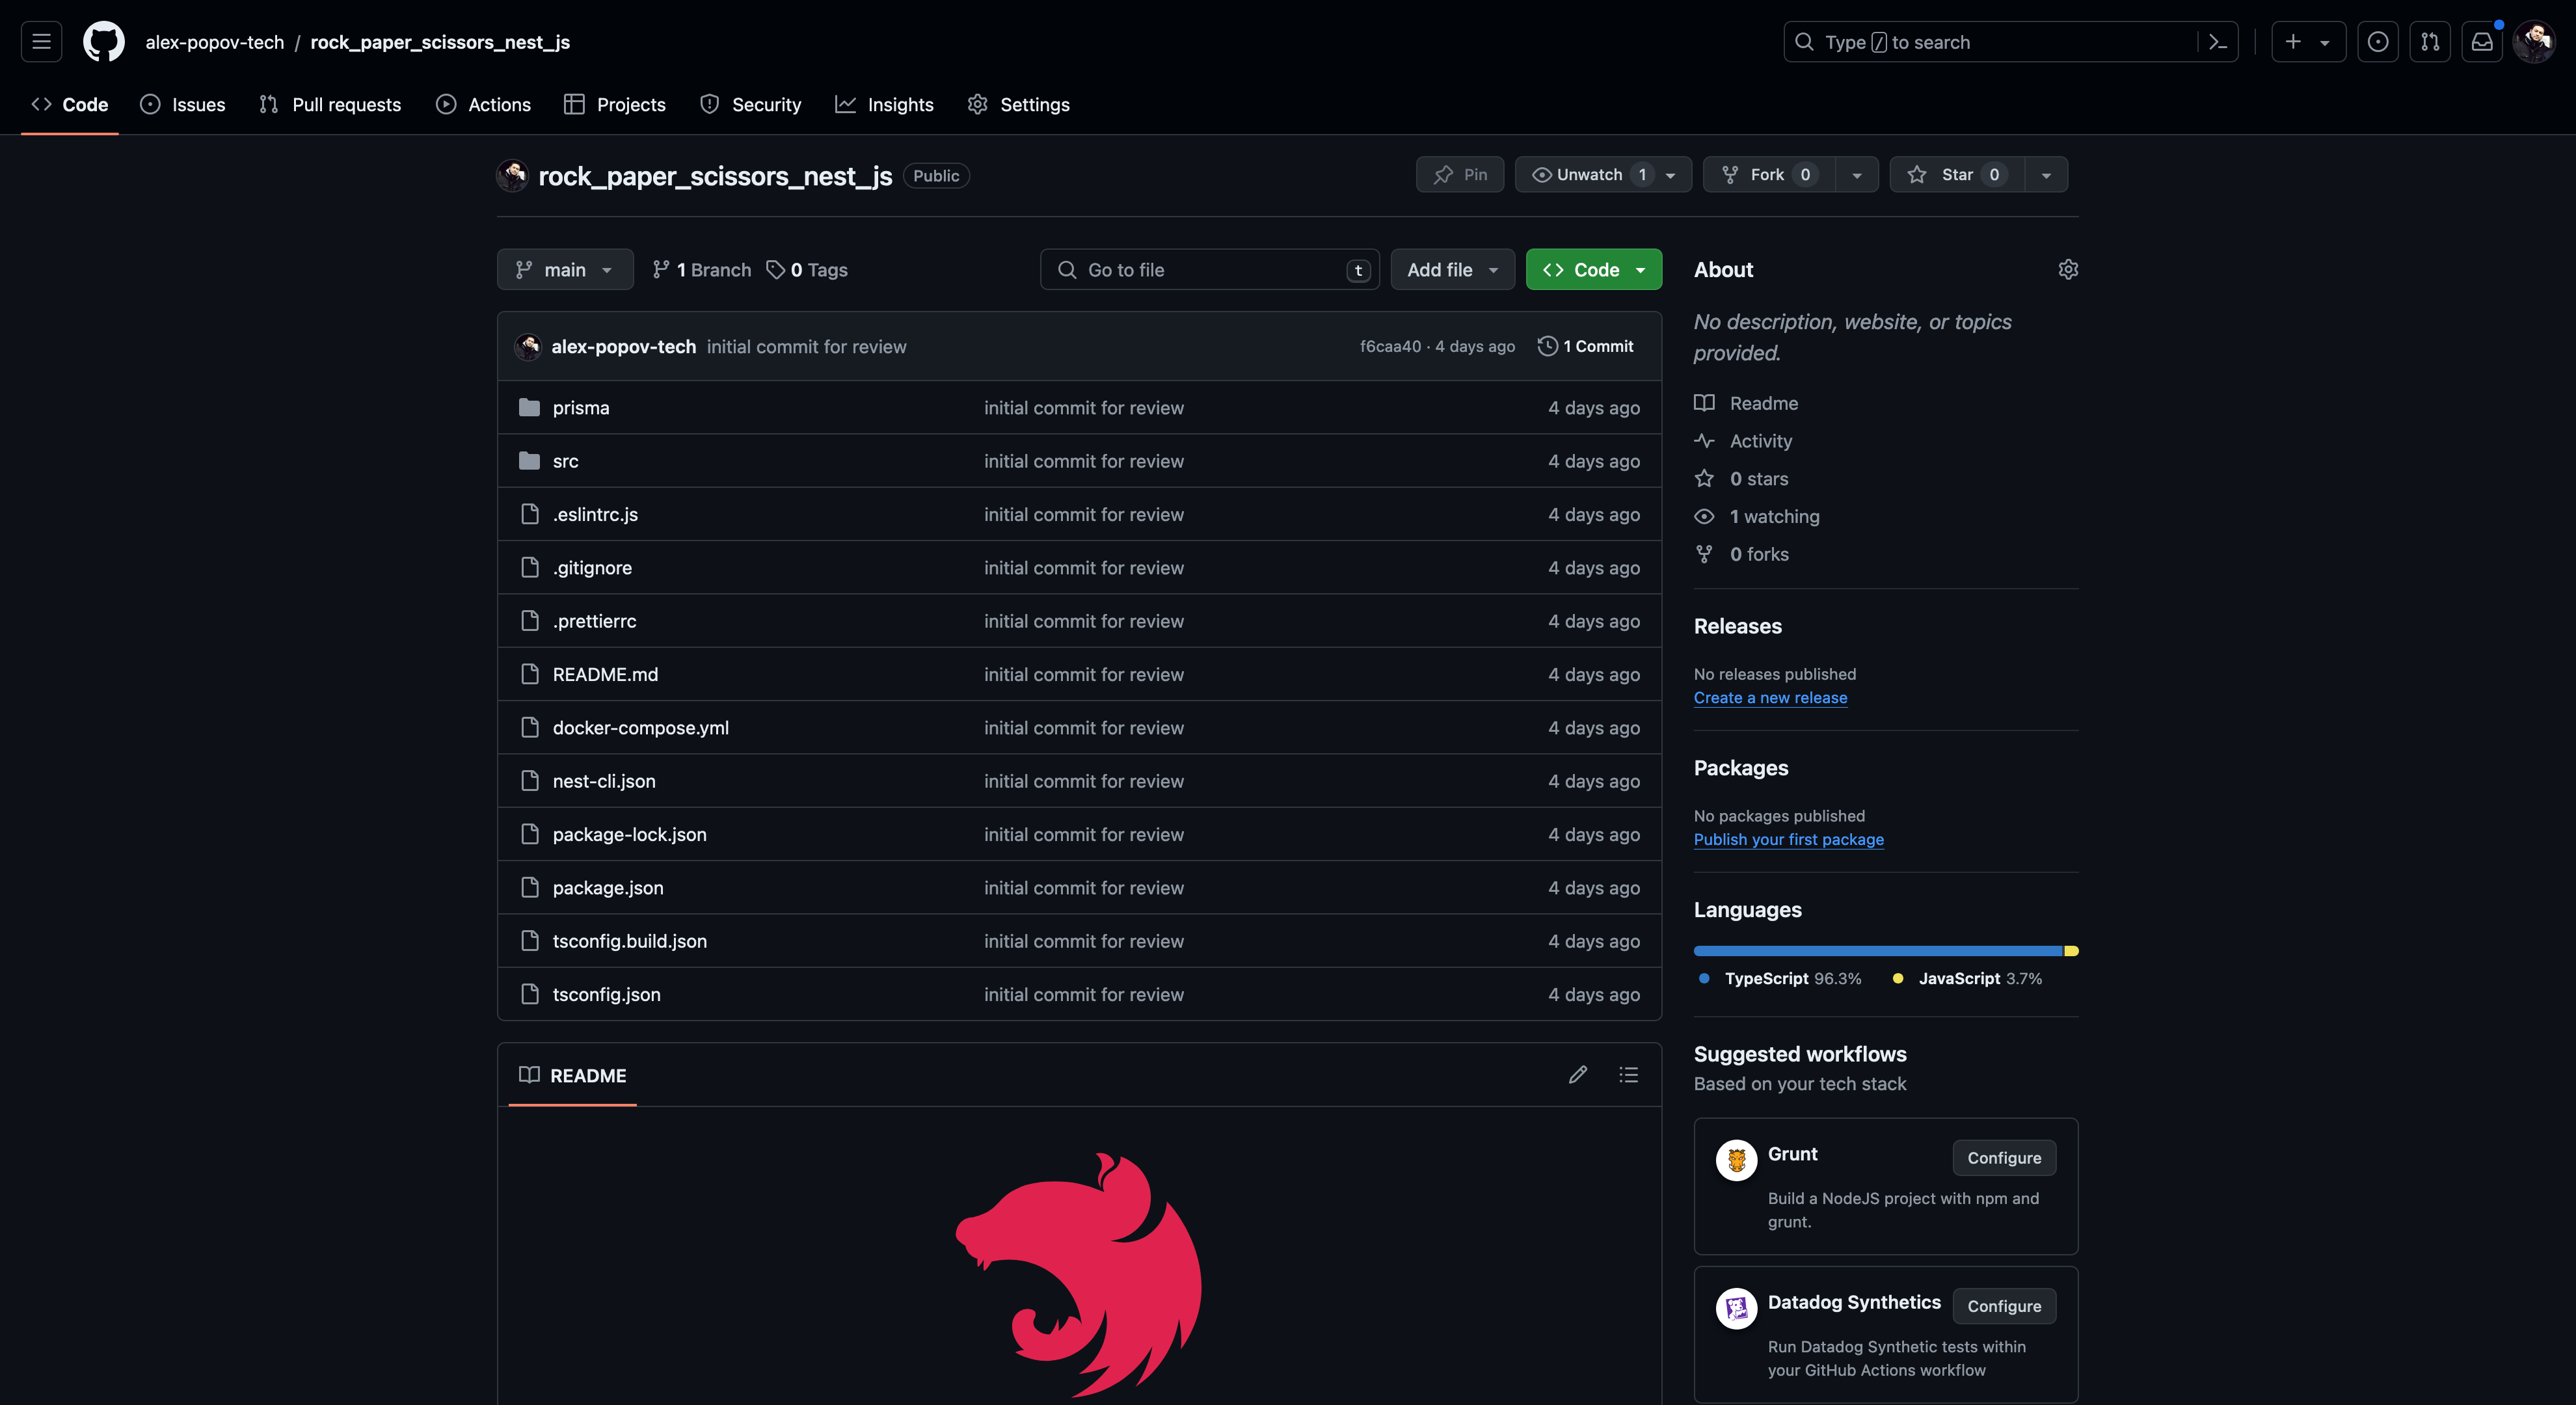 alex-popov-tech / rock_paper_scissors_nest_js
Type / to search
Code Issues Pull requests Actions Projects Security Insights Settings
rock_paper_scissors_nest_js Public
Pin Unwatch 1 Fork 0 Star 0
main 1 Branch 0 Tags Go to file t Add file Code
alex-popov-tech initial commit for review f6caa40 · 4 days ago 1 Commit
prisma initial commit for review 4 days ago
src initial commit for review 4 days ago
.eslintrc.js initial commit for review 4 days ago
.gitignore initial commit for review 4 days ago
.prettierrc initial commit for review 4 days ago
README.md initial commit for review 4 days ago
docker-compose.yml initial commit for review 4 days ago
nest-cli.json initial commit for review 4 days ago
package-lock.json initial commit for review 4 days ago
package.json initial commit for review 4 days ago
tsconfig.build.json initial commit for review 4 days ago
tsconfig.json initial commit for review 4 days ago
README
About
No description, website, or topics
provided.
Readme
Activity
0 stars
1 watching
0 forks
Releases
No releases published
Create a new release
Packages
No packages published
Publish your first package
Languages
TypeScript 96.3% JavaScript 3.7%
Suggested workflows
Based on your tech stack
Grunt Configure
Build a NodeJS project with npm and
grunt.
Datadog Synthetics Configure
Run Datadog Synthetic tests within
your GitHub Actions workflow